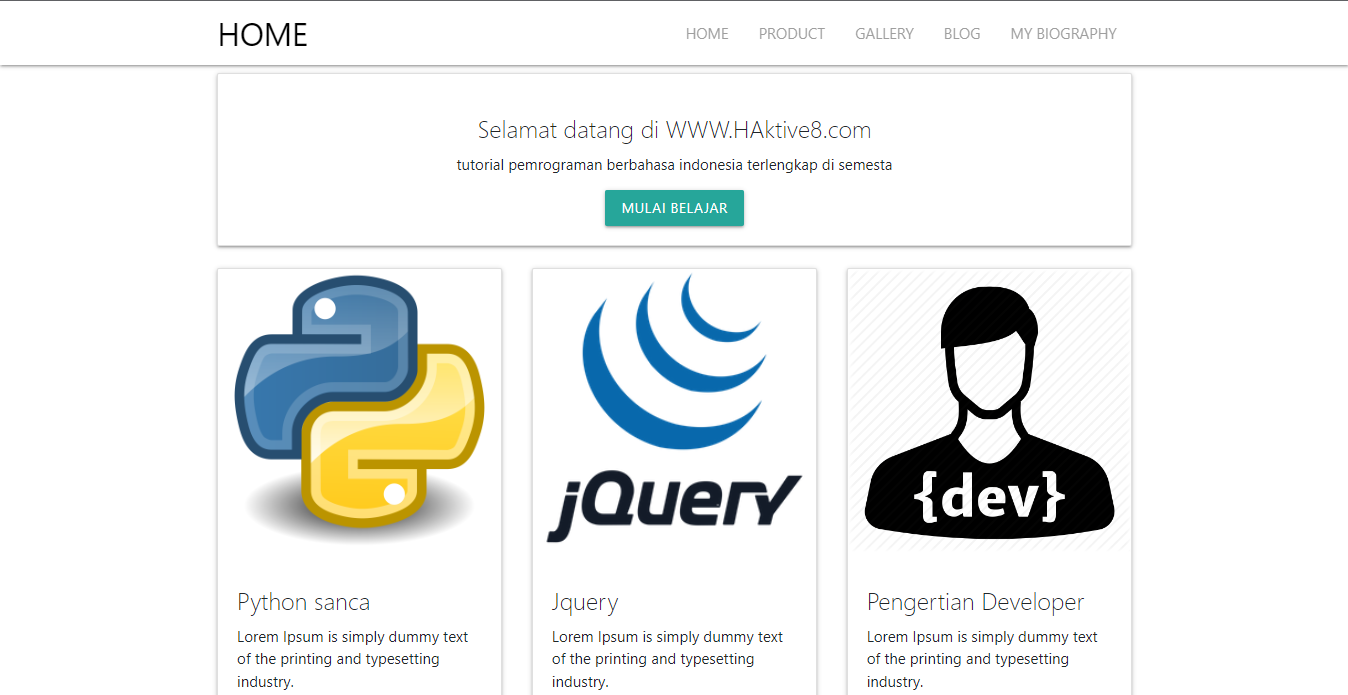 HOME
HOME PRODUCT GALLERY BLOG MY BIOGRAPHY
Selamat datang di WWW.HAktive8.com
tutorial pemrograman berbahasa indonesia terlengkap di semesta
MULAI BELAJAR
jQuery
{dev}
Python sanca
Lorem Ipsum is simply dummy text
of the printing and typesetting
industry.
Jquery
Lorem Ipsum is simply dummy text
of the printing and typesetting
industry.
Pengertian Developer
Lorem Ipsum is simply dummy text
of the printing and typesetting
industry.